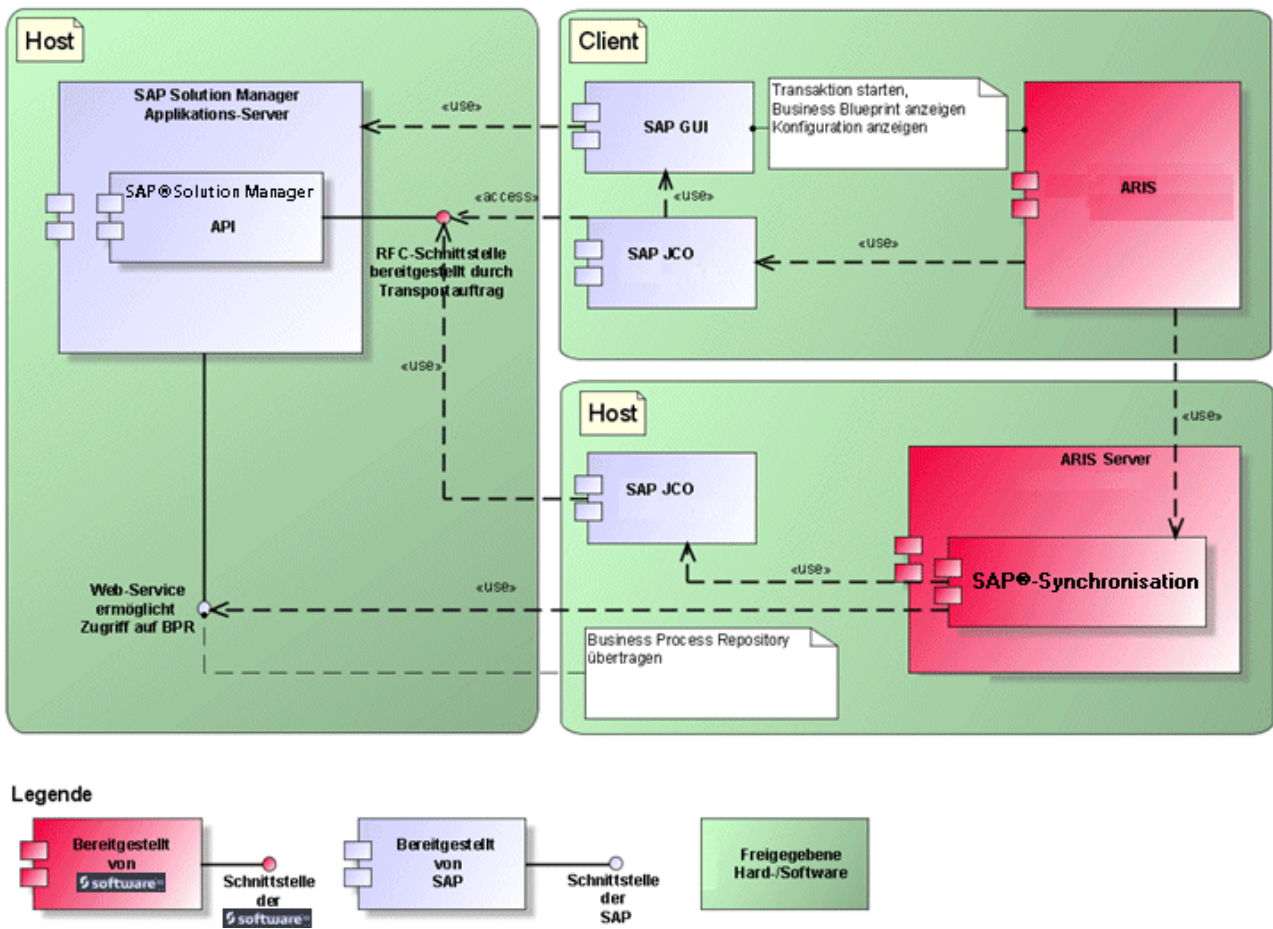 Host
SAP Solution Manager
Applikations-Server
SAP®Solution Manager
API
«use»
«access»
RFC-Schnittstelle
bereitgestellt durch
Transportauftrag
«use»
Web-Service
ermöglicht
Zugriff auf BPR
«use»
Client
SAP GUI
Transaktion starten,
Business Blueprint anzeigen
Konfiguration anzeigen
ARIS
«use»
SAP JCO
«use»
«use»
Host
SAP JCO
ARIS Server
«use»
SAP®-Synchronisation
Business Process Repository
übertragen
Legende
Bereitgestellt
von
software
Schnittstelle
der
software
Bereitgestellt
von
SAP
Schnittstelle
der
SAP
Freigegebene
Hard-/Software